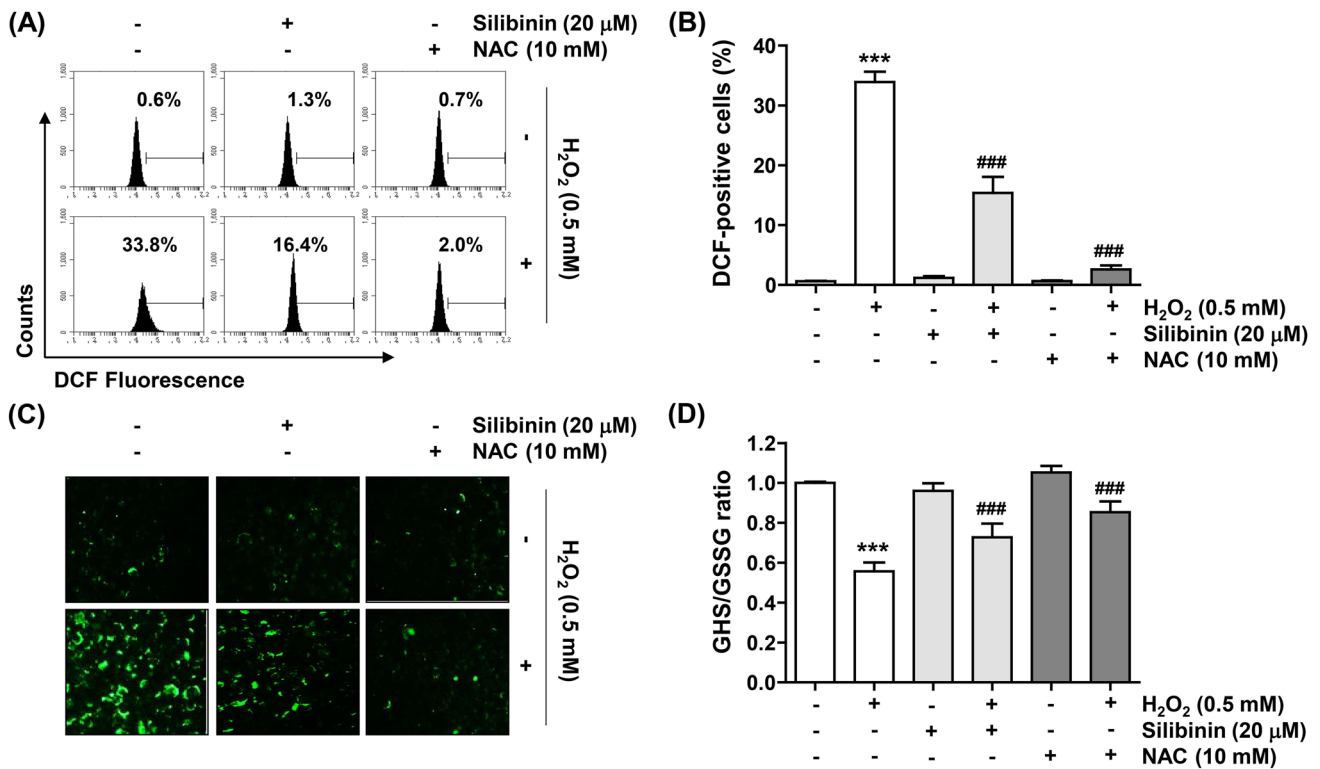 (A)
- + - Silibinin (20 μM)
- - + NAC (10 mM)
0.6% 1.3% 0.7%
-
33.8% 16.4% 2.0%
+
H₂O₂ (0.5 mM)
1,000
500
0
Counts
DCF Fluorescence
(B)
DCF-positive cells (%)
40
30
20
10
0
***
###
###
- + - + - + H₂O₂ (0.5 mM)
- - + + - - Silibinin (20 μM)
- - - - + + NAC (10 mM)
(C)
- + - Silibinin (20 μM)
- - + NAC (10 mM)
-
+
H₂O₂ (0.5 mM)
(D)
GHS/GSSG ratio
1.2
1.0
0.8
0.6
0.4
0.2
0.0
***
###
###
- + - + - + H₂O₂ (0.5 mM)
- - + + - - Silibinin (20 μM)
- - - - + + NAC (10 mM)